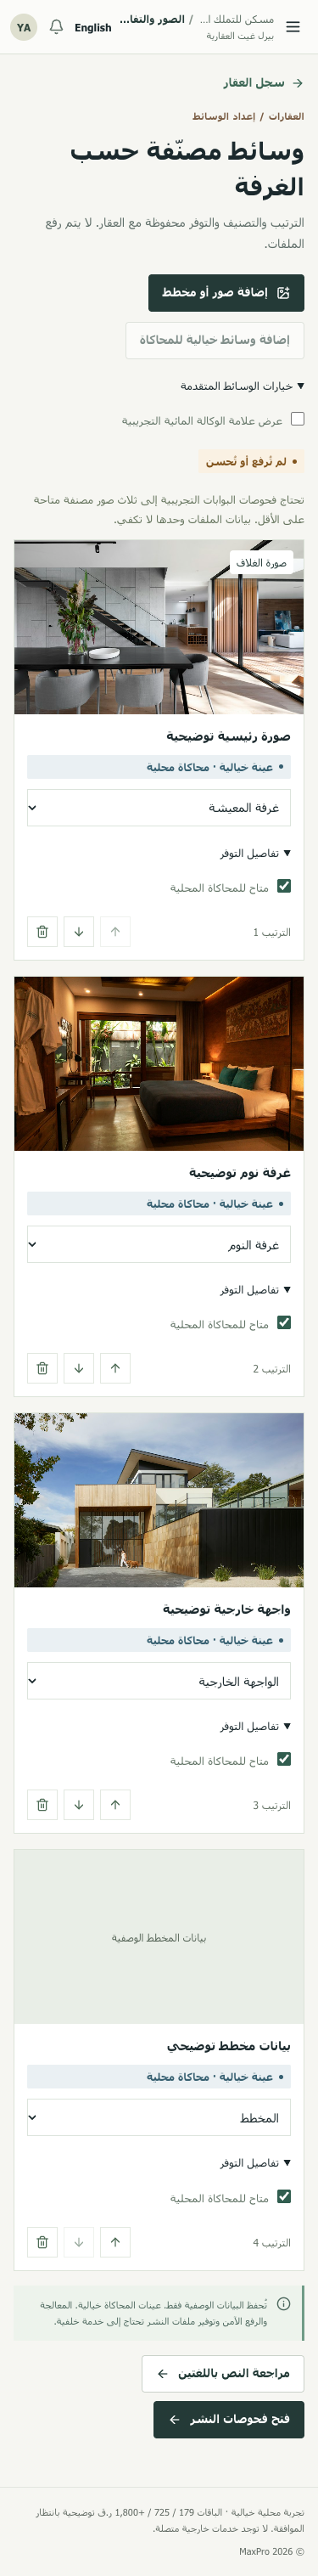 مسكن للتملك ا... / الصور والتفا...
بيرل غيت العقارية
English
YA
سجل العقار
العقارات / إعداد الوسائط
وسائط مصنّفة حسب
الغرفة
الترتيب والتصنيف والتوفر محفوظة مع العقار. لا يتم رفع
الملفات.
إضافة صور أو مخطط
إضافة وسائط خيالية للمحاكاة
خيارات الوسائط المتقدمة
عرض علامة الوكالة المائية التجريبية
لم تُرفع أو تُحسن
تحتاج فحوصات البوابات التجريبية إلى ثلاث صور مصنفة متاحة
على الأقل. بيانات الملفات وحدها لا تكفي.
صورة الغلاف
صورة رئيسية توضيحية
عينة خيالية · محاكاة محلية
غرفة المعيشة
تفاصيل التوفر
متاح للمحاكاة المحلية
الترتيب 1
غرفة نوم توضيحية
عينة خيالية · محاكاة محلية
غرفة النوم
تفاصيل التوفر
متاح للمحاكاة المحلية
الترتيب 2
واجهة خارجية توضيحية
عينة خيالية · محاكاة محلية
الواجهة الخارجية
تفاصيل التوفر
متاح للمحاكاة المحلية
الترتيب 3
بيانات المخطط الوصفية
بيانات مخطط توضيحي
عينة خيالية · محاكاة محلية
المخطط
تفاصيل التوفر
متاح للمحاكاة المحلية
الترتيب 4
تُحفظ البيانات الوصفية فقط. عينات المحاكاة خيالية. المعالجة
والرفع الآمن وتوفير ملفات النشر تحتاج إلى خدمة خلفية.
مراجعة النص باللغتين
فتح فحوصات النشر
تجربة محلية خيالية · الباقات 179 / 725 / +1,800 ر.ق توضيحية بانتظار
الموافقة. لا توجد خدمات خارجية متصلة.
© 2026 MaxPro